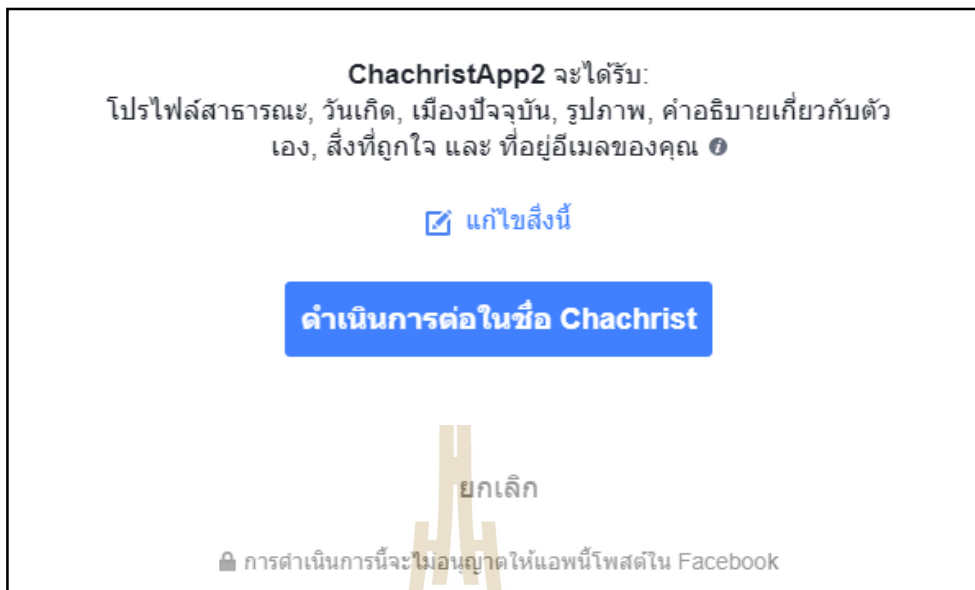 ChachristApp2 จะได้รับ:
โปรไฟล์สาธารณะ, วันเกิด, เมืองปัจจุบัน, รูปภาพ, คำอธิบายเกี่ยวกับตัว
เอง, สิ่งที่ถูกใจ และ ที่อยู่อีเมลของคุณ
แก้ไขสิ่งนี้
ดำเนินการต่อในชื่อ Chachrist
ยกเลิก
การดำเนินการนี้จะไม่อนุญาตให้แอพนี้โพสต์ใน Facebook